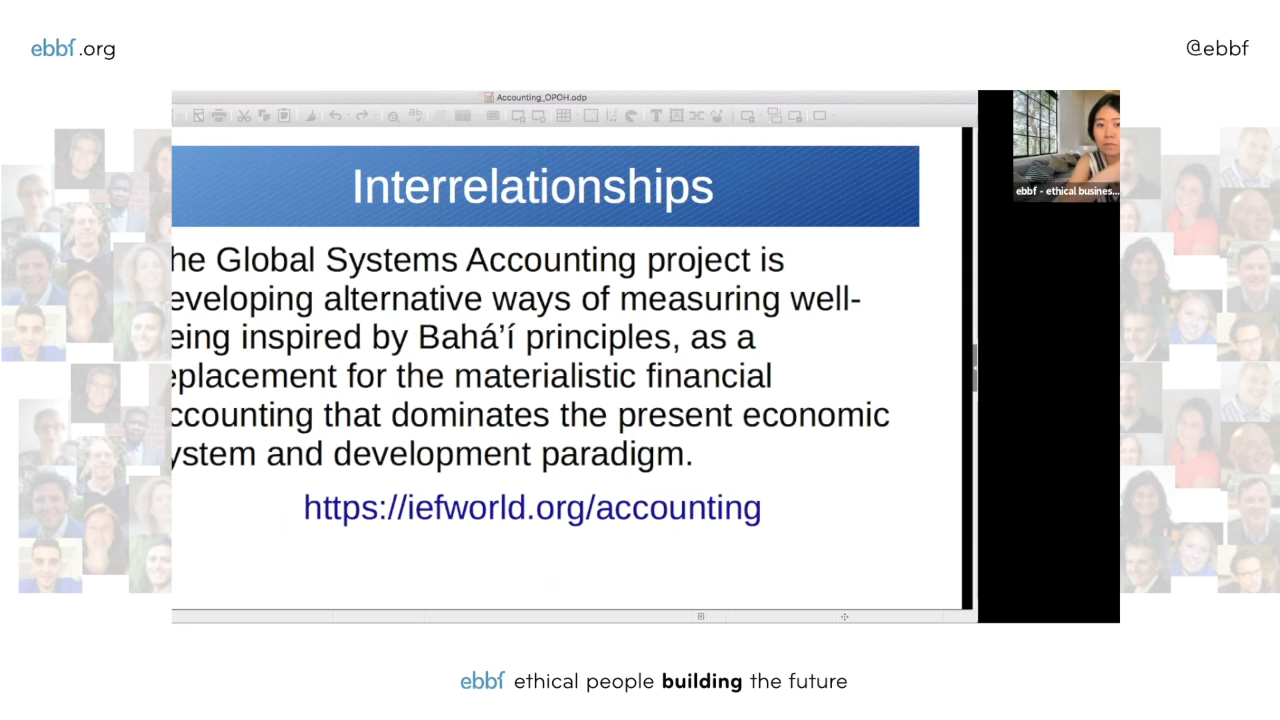 ebbf.org
@ebbf
Accounting_OPOH.odp
Interrelationships
he Global Systems Accounting project is
eveloping alternative ways of measuring well-
eing inspired by Bahá’í principles, as a
eplacement for the materialistic financial
ccounting that dominates the present economic
ystem and development paradigm.
https://iefworld.org/accounting
ebbf - ethical busines...
ebbf ethical people building the future